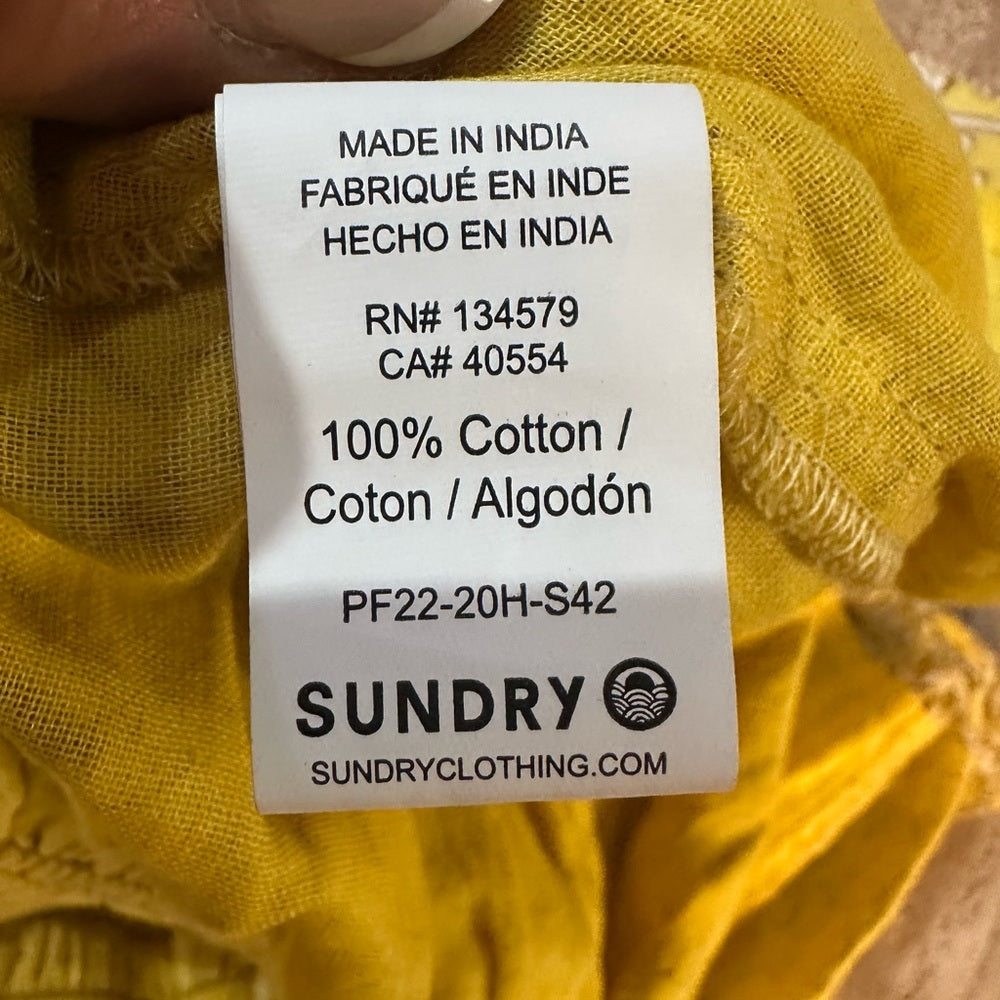 MADE IN INDIA
FABRIQUÉ EN INDE
HECHO EN INDIA
RN# 134579
CA# 40554
100% Cotton /
Coton / Algodón
PF22-20H-S42
SUNDRY
SUNDRYCLOTHING.COM